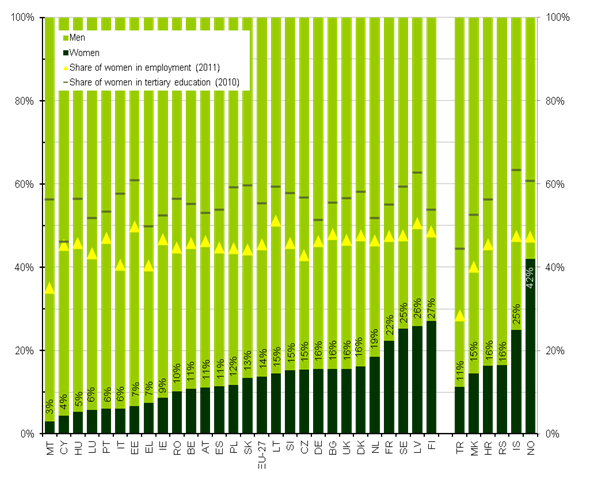 100%
80%
60%
40%
20%
0%
100%
80%
60%
40%
20%
0%
Men
Women
Share of women in employment (2011)
Share of women in tertiary education (2010)
3% 4% 5% 6% 6% 6% 7% 7% 9% 10% 11% 11% 11% 12% 13% 14% 15% 15% 15% 16% 16% 16% 16% 19% 22% 25% 26% 27% 11% 15% 16% 16% 25% 42%
MT CY HU LU PT IT EE EL IE RO BE AT ES PL SK EU-27 LT SI CZ DE BG UK DK NL FR SE LV FI TR MK HR RS IS NO